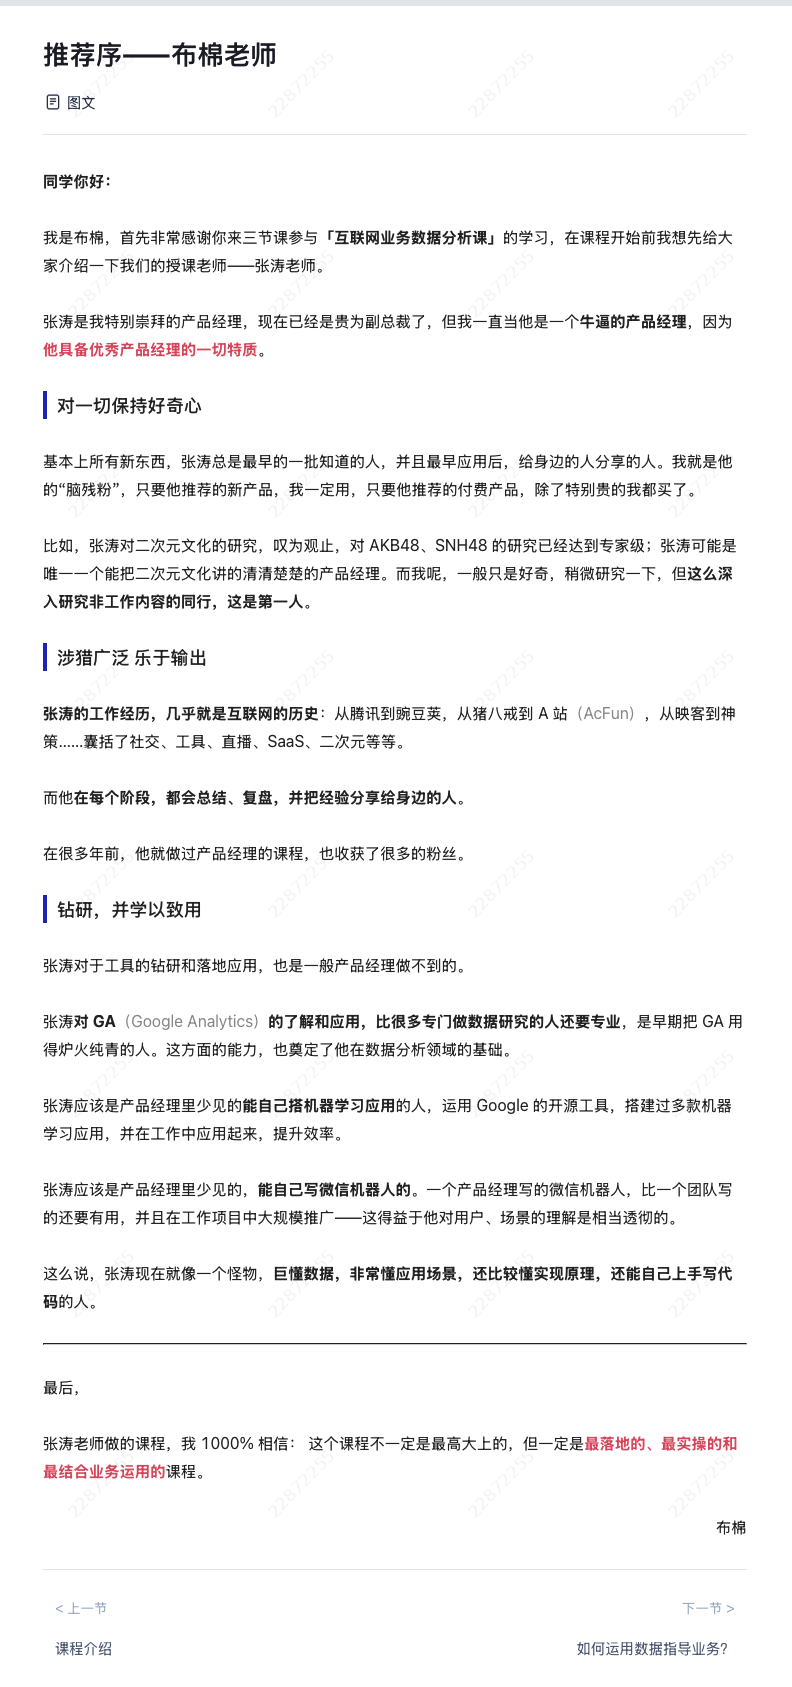 推荐序——布棉老师
图文
同学你好：
我是布棉，首先非常感谢你来三节课参与「互联网业务数据分析课」的学习，在课程开始前我想先给大
家介绍一下我们的授课老师——张涛老师。
张涛是我特别崇拜的产品经理，现在已经是贵为副总裁了，但我一直当他是一个牛逼的产品经理，因为
他具备优秀产品经理的一切特质。
对一切保持好奇心
基本上所有新东西，张涛总是最早的一批知道的人，并且最早应用后，给身边的人分享的人。我就是他
的“脑残粉”，只要他推荐的新产品，我一定用，只要他推荐的付费产品，除了特别贵的我都买了。
比如，张涛对二次元文化的研究，叹为观止，对 AKB48、SNH48 的研究已经达到专家级；张涛可能是
唯一一个能把二次元文化讲的清清楚楚的产品经理。而我呢，一般只是好奇，稍微研究一下，但这么深
入研究非工作内容的同行，这是第一人。
涉猎广泛 乐于输出
张涛的工作经历，几乎就是互联网的历史：从腾讯到豌豆荚，从猪八戒到 A 站（AcFun），从映客到神
策......囊括了社交、工具、直播、SaaS、二次元等等。
而他在每个阶段，都会总结、复盘，并把经验分享给身边的人。
在很多年前，他就做过产品经理的课程，也收获了很多的粉丝。
钻研，并学以致用
张涛对于工具的钻研和落地应用，也是一般产品经理做不到的。
张涛对 GA（Google Analytics）的了解和应用，比很多专门做数据研究的人还要专业，是早期把 GA 用
得炉火纯青的人。这方面的能力，也奠定了他在数据分析领域的基础。
张涛应该是产品经理里少见的能自己搭机器学习应用的人，运用 Google 的开源工具，搭建过多款机器
学习应用，并在工作中应用起来，提升效率。
张涛应该是产品经理里少见的，能自己写微信机器人的。一个产品经理写的微信机器人，比一个团队写
的还要有用，并且在工作项目中大规模推广——这得益于他对用户、场景的理解是相当透彻的。
这么说，张涛现在就像一个怪物，巨懂数据，非常懂应用场景，还比较懂实现原理，还能自己上手写代
码的人。
最后，
张涛老师做的课程，我 1000% 相信： 这个课程不一定是最高大上的，但一定是最落地的、最实操的和
最结合业务运用的课程。
布棉
< 上一节
下一节 >
课程介绍
如何运用数据指导业务?
22872255